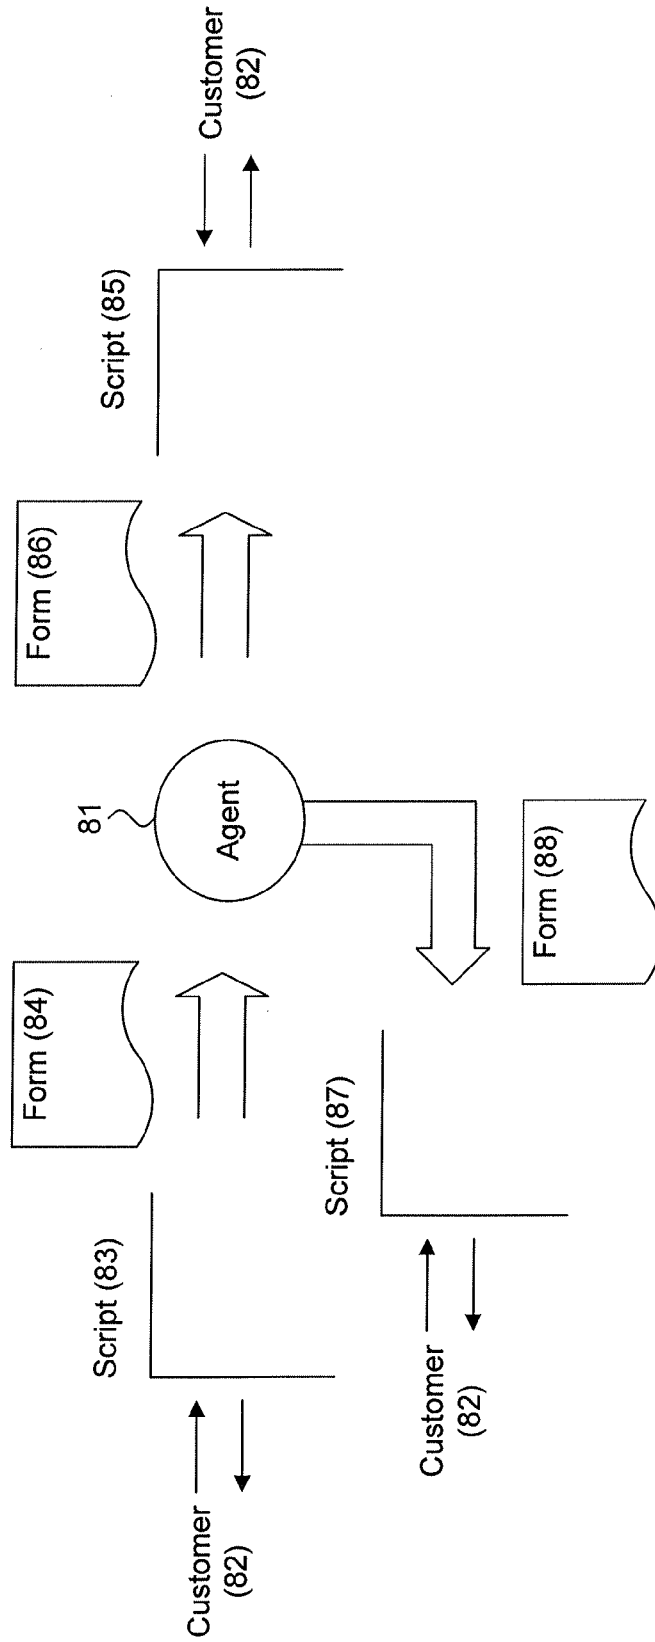 Customer
(82)
Script (83)
Form (84)
81
Agent
Form (86)
Script (85)
Customer
(82)
Customer
(82)
Script (87)
Form (88)